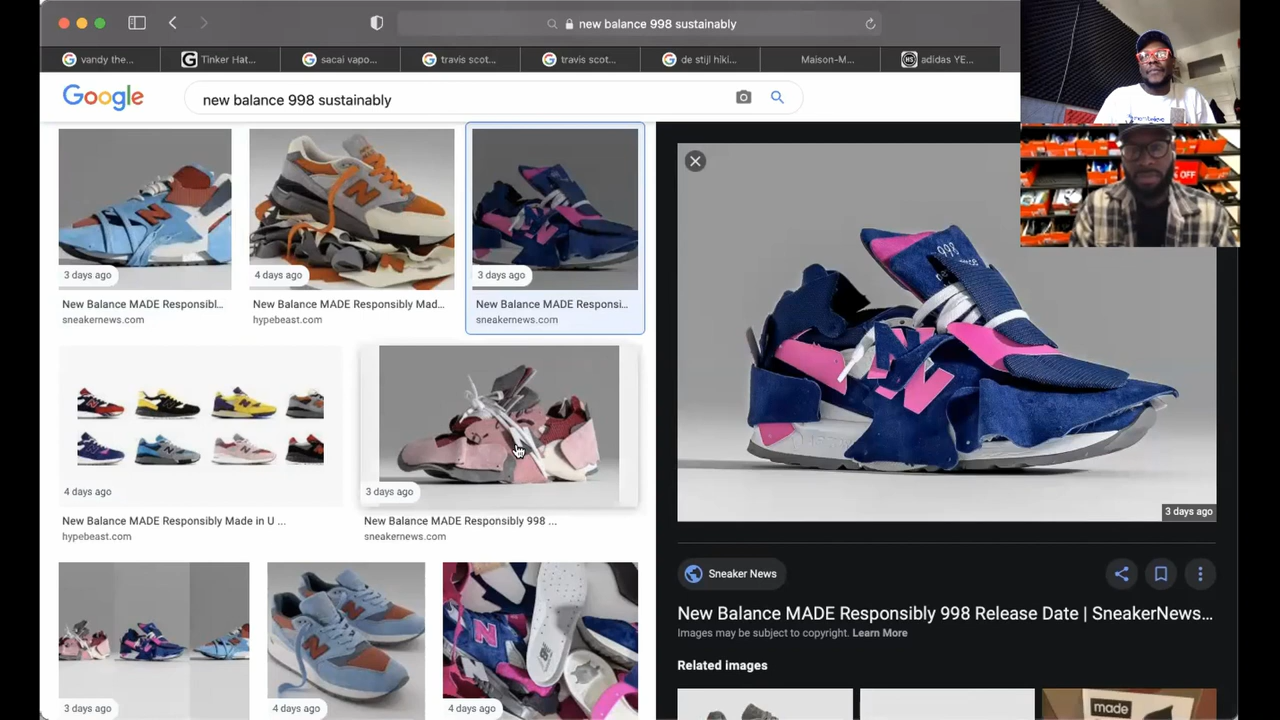 new balance 998 sustainably
vandy the...
Tinker Hat...
sacai vapo...
travis scot...
travis scot...
de stijl hiki...
Maison-M...
adidas YE...
Google
new balance 998 sustainably
3 days ago
4 days ago
3 days ago
New Balance MADE Responsibl...
sneakernews.com
New Balance MADE Responsibly Mad...
hypebeast.com
New Balance MADE Responsi...
sneakernews.com
4 days ago
3 days ago
New Balance MADE Responsibly Made in U ...
hypebeast.com
New Balance MADE Responsibly 998 ...
sneakernews.com
3 days ago
4 days ago
4 days ago
998
3 days ago
Sneaker News
New Balance MADE Responsibly 998 Release Date | SneakerNews...
Images may be subject to copyright. Learn More
Related images
made
% OFF